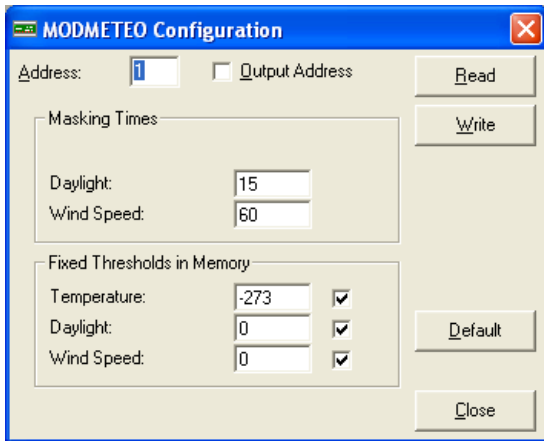 MODMETEO Configuration
Address: 1 Output Address Read
Masking Times Write
Daylight: 15
Wind Speed: 60
Fixed Thresholds in Memory
Temperature: -273
Daylight: 0 Default
Wind Speed: 0
Close